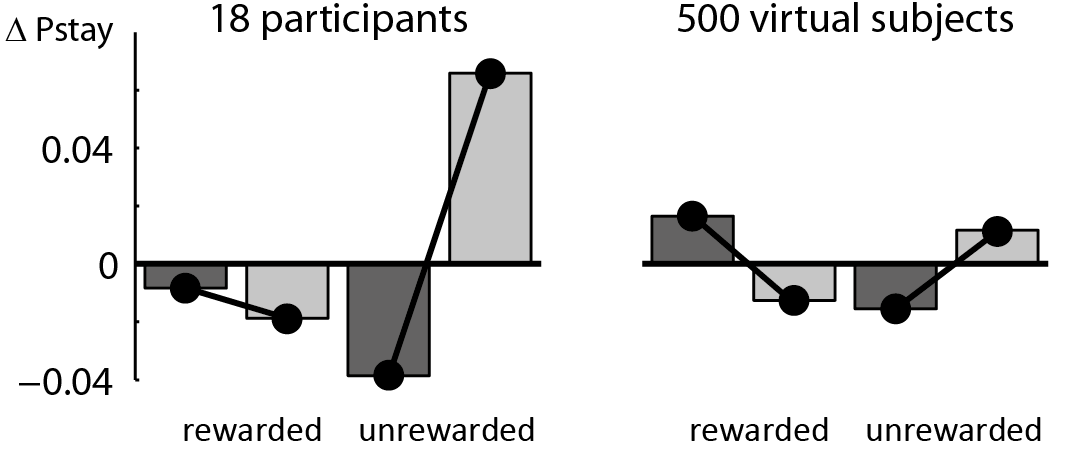 Δ Pstay
18 participants
500 virtual subjects
0.04
0
−0.04
rewarded
unrewarded
rewarded
unrewarded